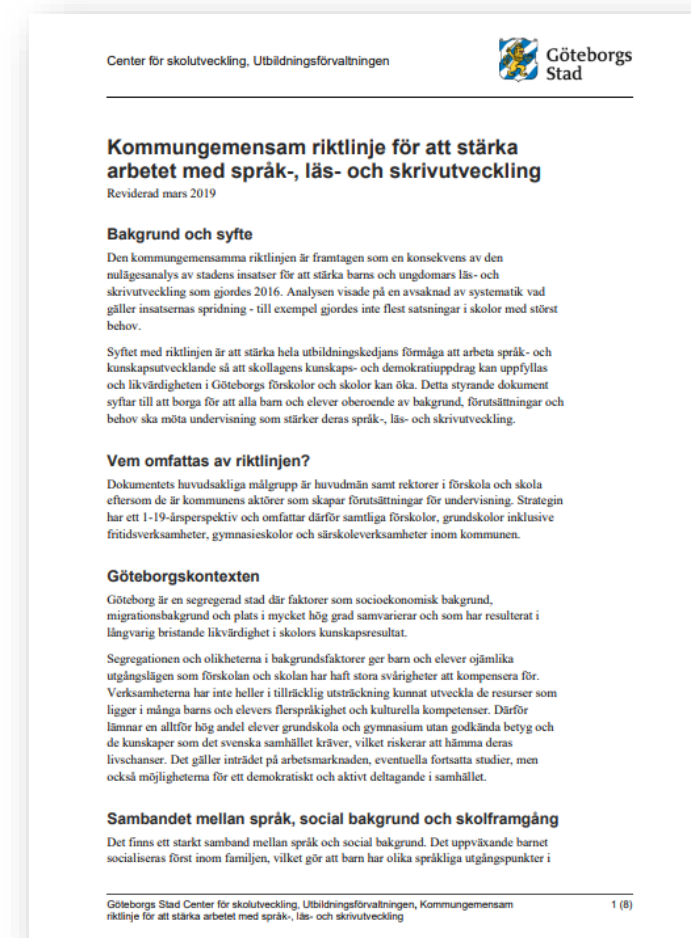 Center för skolutveckling, Utbildningsförvaltningen
Göteborgs
Stad
Kommungemensam riktlinje för att stärka
arbetet med språk-, läs- och skrivutveckling
Reviderad mars 2019
Bakgrund och syfte
Den kommungemensamma riktlinjen är framtagen som en konsekvens av den
nulägesanalys av stadens insatser för att stärka barns och ungdomars läs- och
skrivutveckling som gjordes 2016. Analysen visade på en avsaknad av systematik vad
gäller insatsernas spridning - till exempel gjordes inte flest satsningar i skolor med störst
behov.
Syftet med riktlinjen är att stärka hela utbildningskedjans förmåga att arbeta språk- och
kunskapsutvecklande så att skollagens kunskaps- och demokratiuppdrag kan uppfyllas
och likvärdigheten i Göteborgs förskolor och skolor kan öka. Detta styrande dokument
syftar till att borga för att alla barn och elever oberoende av bakgrund, förutsättningar och
behov ska möta undervisning som stärker deras språk-, läs- och skrivutveckling.
Vem omfattas av riktlinjen?
Dokumentets huvudsakliga målgrupp är huvudmän samt rektorer i förskola och skola
eftersom de är kommunens aktörer som skapar förutsättningar för undervisning. Strategin
har ett 1-19-årsperspektiv och omfattar därför samtliga förskolor, grundskolor inklusive
fritidsverksamheter, gymnasieskolor och särskoleverksamheter inom kommunen.
Göteborgskontexten
Göteborg är en segregerad stad där faktorer som socioekonomisk bakgrund,
migrationsbakgrund och plats i mycket hög grad samvarierar och som har resulterat i
långvarig bristande likvärdighet i skolors kunskapsresultat.
Segregationen och olikheterna i bakgrundsfaktorer ger barn och elever ojämlika
utgångslägen som förskolan och skolan har haft stora svårigheter att kompensera för.
Verksamheterna har inte heller i tillräcklig utsträckning kunnat utveckla de resurser som
ligger i många barns och elevers flerspråkighet och kulturella kompetenser. Därför
lämnar en alltför hög andel elever grundskola och gymnasium utan godkända betyg och
de kunskaper som det svenska samhället kräver, vilket riskerar att hämma deras
livschanser. Det gäller inträdet på arbetsmarknaden, eventuella fortsatta studier, men
också möjligheterna för ett demokratiskt och aktivt deltagande i samhället.
Sambandet mellan språk, social bakgrund och skolframgång
Det finns ett starkt samband mellan språk och social bakgrund. Det uppväxande barnet
socialiseras först inom familjen, vilket gör att barn har olika språkliga utgångspunkter i
Göteborgs Stad Center för skolutveckling, Utbildningsförvaltningen, Kommungemensam
riktlinje för att stärka arbetet med språk-, läs- och skrivutveckling
1 (8)